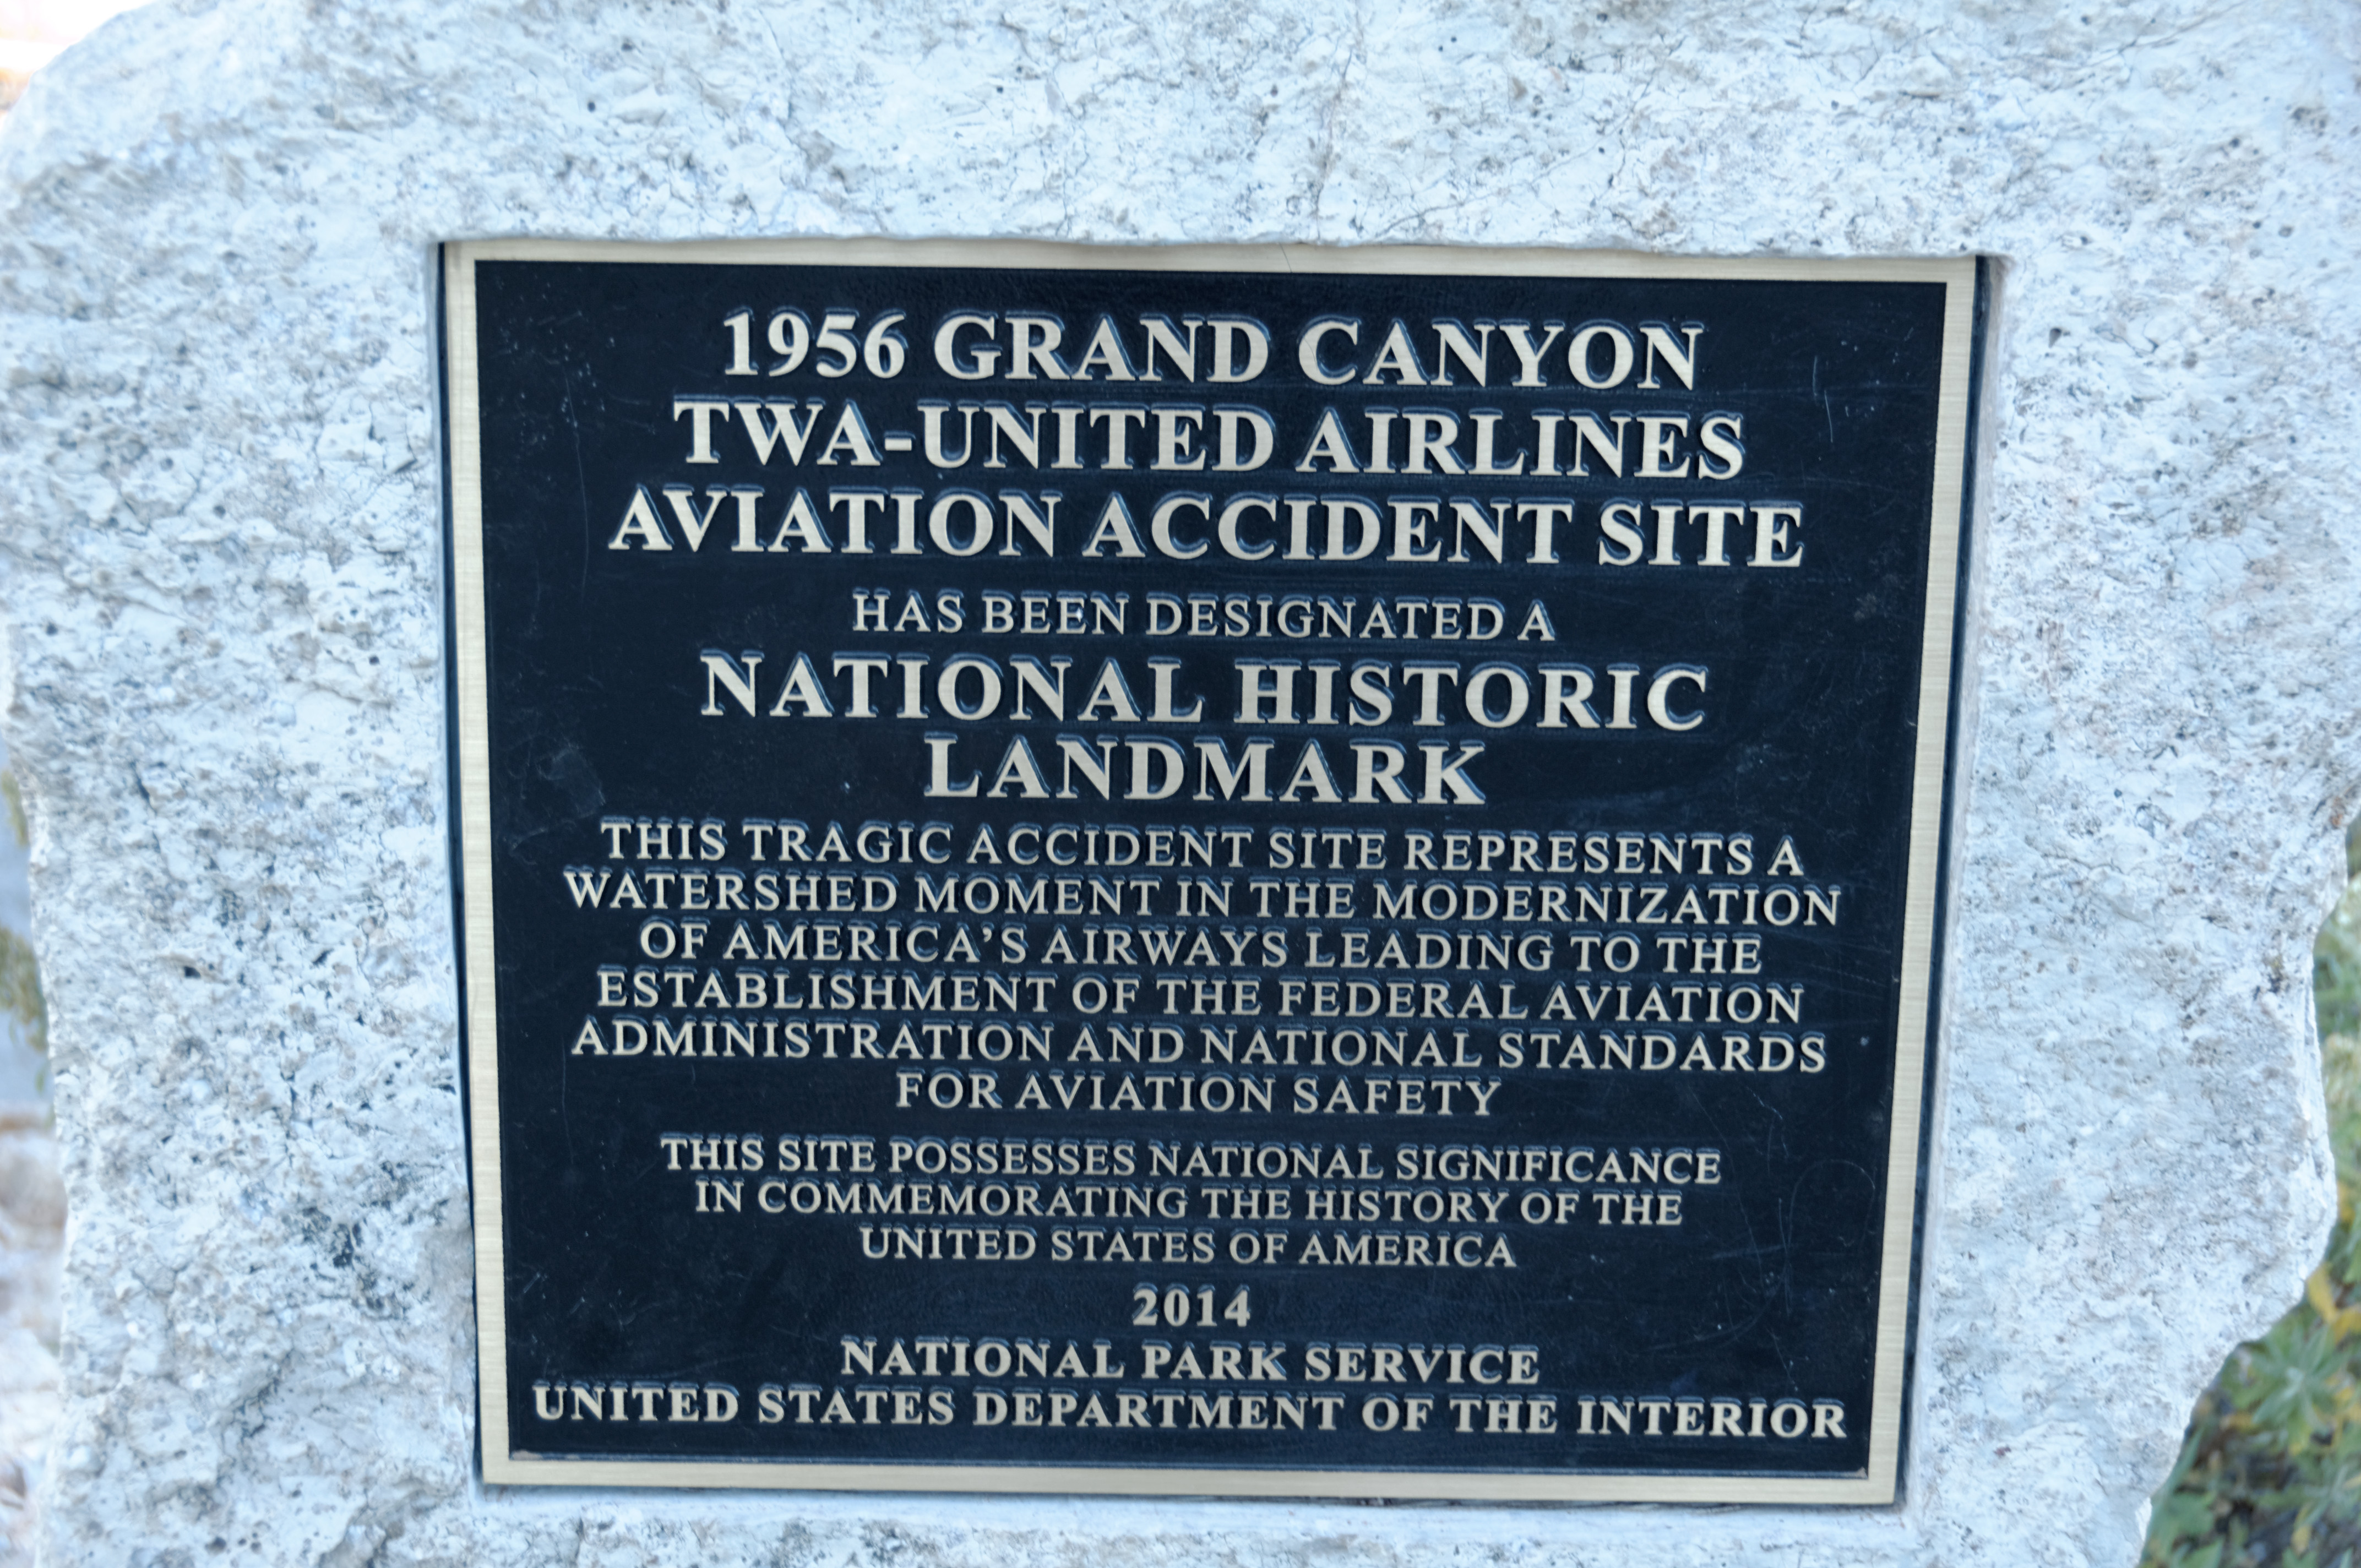 1956 GRAND CANYON
TWA-UNITED AIRLINES
AVIATION ACCIDENT SITE
HAS BEEN DESIGNATED A
NATIONAL HISTORIC
LANDMARK
THIS TRAGIC ACCIDENT SITE REPRESENTS A
WATERSHED MOMENT IN THE MODERNIZATION
OF AMERICA'S AIRWAYS LEADING TO THE
ESTABLISHMENT OF THE FEDERAL AVIATION
ADMINISTRATION AND NATIONAL STANDARDS
FOR AVIATION SAFETY
THIS SITE POSSESSES NATIONAL SIGNIFICANCE
IN COMMEMORATING THE HISTORY OF THE
UNITED STATES OF AMERICA
2014
NATIONAL PARK SERVICE
UNITED STATES DEPARTMENT OF THE INTERIOR